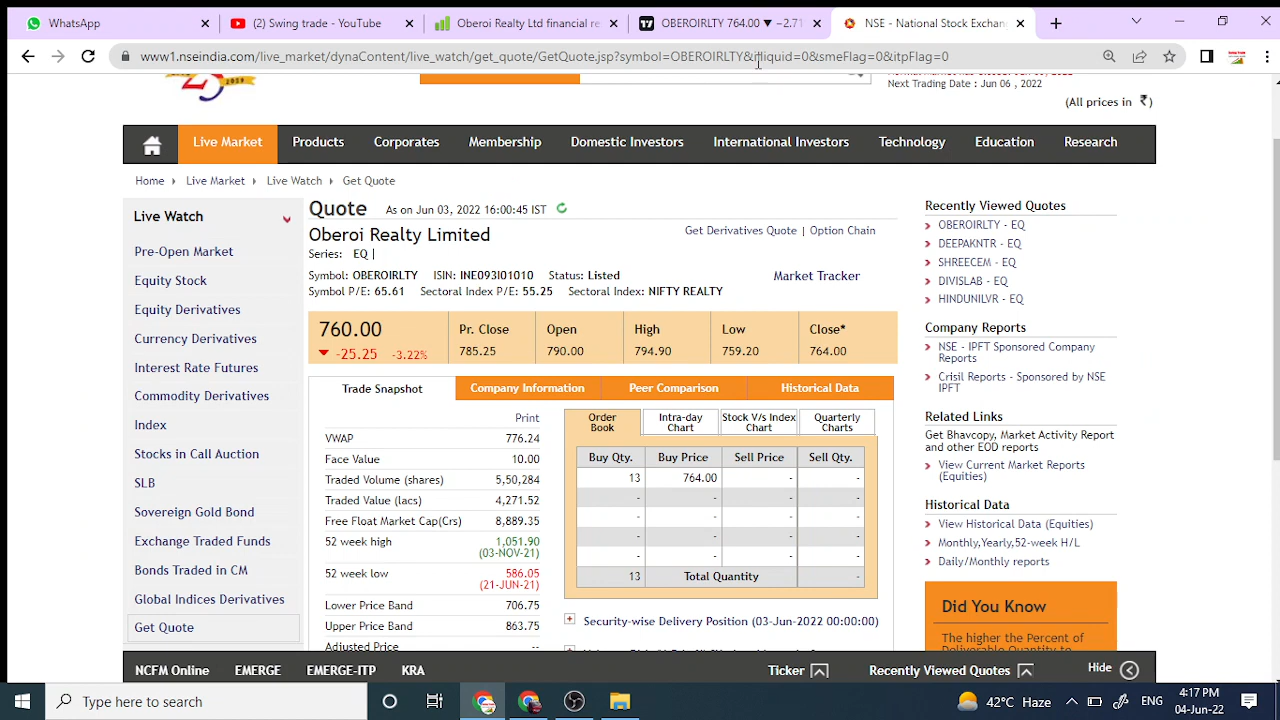 WhatsApp
(2) Swing trade - YouTube
Oberoi Realty Ltd financial re
OBEROIRLTY 764.00 ▼ −2.71
NSE - National Stock Exchan
www1.nseindia.com/live_market/dynaContent/live_watch/get_quote/GetQuote.jsp?symbol=OBEROIRLTY&illiquid=0&smeFlag=0&itpFlag=0
Next Trading Date : Jun 06 , 2022
(All prices in ₹)
Live Market
Products
Corporates
Membership
Domestic Investors
International Investors
Technology
Education
Research
Home
Live Market
Live Watch
Get Quote
Live Watch
Pre-Open Market
Equity Stock
Equity Derivatives
Currency Derivatives
Interest Rate Futures
Commodity Derivatives
Index
Stocks in Call Auction
SLB
Sovereign Gold Bond
Exchange Traded Funds
Bonds Traded in CM
Global Indices Derivatives
Get Quote
Quote As on Jun 03, 2022 16:00:45 IST
Oberoi Realty Limited
Get Derivatives Quote | Option Chain
Series: EQ |
Symbol: OBEROIRLTY ISIN: INE093I01010 Status: Listed
Market Tracker
Symbol P/E: 65.61 Sectoral Index P/E: 55.25 Sectoral Index: NIFTY REALTY
760.00 Pr. Close Open High Low Close*
-25.25 -3.22% 785.25 790.00 794.90 759.20 764.00
Trade Snapshot
Company Information
Peer Comparison
Historical Data
Print
VWAP 776.24
Face Value 10.00
Traded Volume (shares) 5,50,284
Traded Value (lacs) 4,271.52
Free Float Market Cap(Crs) 8,889.35
52 week high 1,051.90
(03-NOV-21)
52 week low 586.05
(21-JUN-21)
Lower Price Band 706.75
Upper Price Band 863.75
Adjusted Price --
Order
Book
Intra-day
Chart
Stock V/s Index
Chart
Quarterly
Charts
Buy Qty. Buy Price Sell Price Sell Qty.
13 764.00 - -
- - - -
- - - -
- - - -
- - - -
13 Total Quantity -
Security-wise Delivery Position (03-Jun-2022 00:00:00)
Recently Viewed Quotes
OBEROIRLTY - EQ
DEEPAKNTR - EQ
SHREECEM - EQ
DIVISLAB - EQ
HINDUNILVR - EQ
Company Reports
NSE - IPFT Sponsored Company
Reports
Crisil Reports - Sponsored by NSE
IPFT
Related Links
Get Bhavcopy, Market Activity Report
and other EOD reports
View Current Market Reports
(Equities)
Historical Data
View Historical Data (Equities)
Monthly,Yearly,52-week H/L
Daily/Monthly reports
Did You Know
The higher the Percent of
Deliverable Quantity to
NCFM Online
EMERGE
EMERGE-ITP
KRA
Ticker
Recently Viewed Quotes
Hide
Type here to search
42°C Haze
ENG
4:17 PM
04-Jun-22